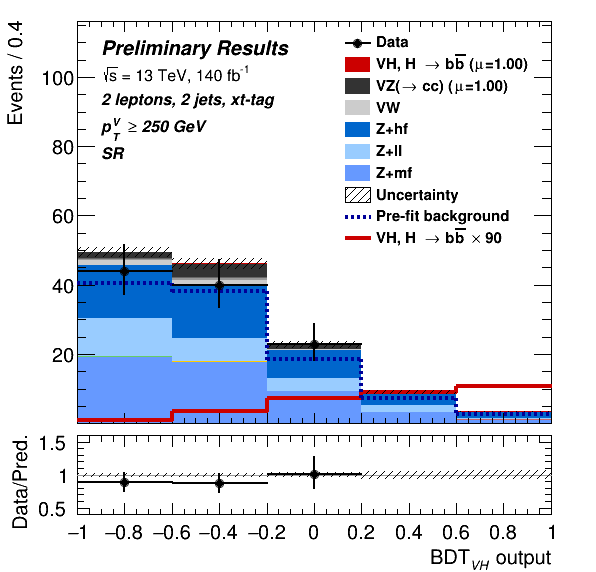 Events / 0.4
100
80
60
40
20
Preliminary Results
√s = 13 TeV, 140 fb⁻¹
2 leptons, 2 jets, xt-tag
p_T^V ≥ 250 GeV
SR
Data
VH, H → bb̅ (μ=1.00)
VZ(→ cc) (μ=1.00)
VW
Z+hf
Z+ll
Z+mf
Uncertainty
Pre-fit background
VH, H → bb̅ × 90
Data/Pred.
1.5
1
0.5
−1 −0.8 −0.6 −0.4 −0.2 0 0.2 0.4 0.6 0.8 1
BDT_VH output